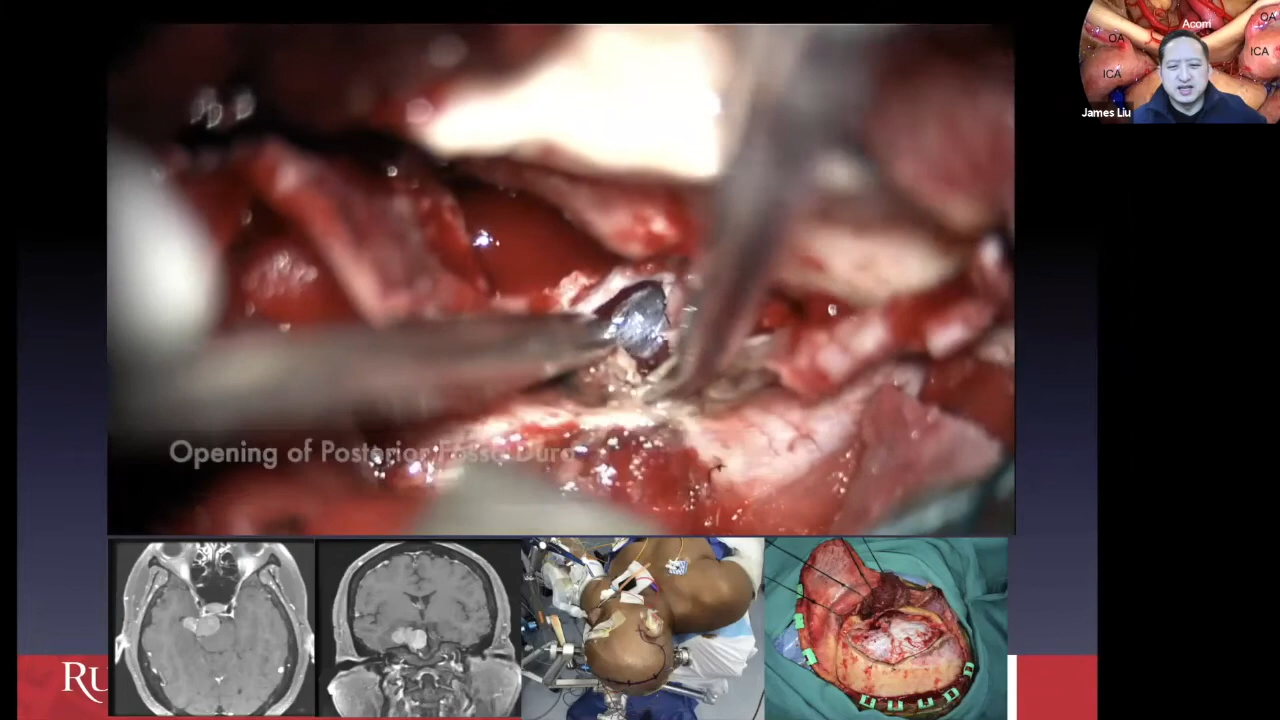 OA
Acom
OA
ICA
ICA
James Liu
Opening of Posterior Fossa Dura
RU